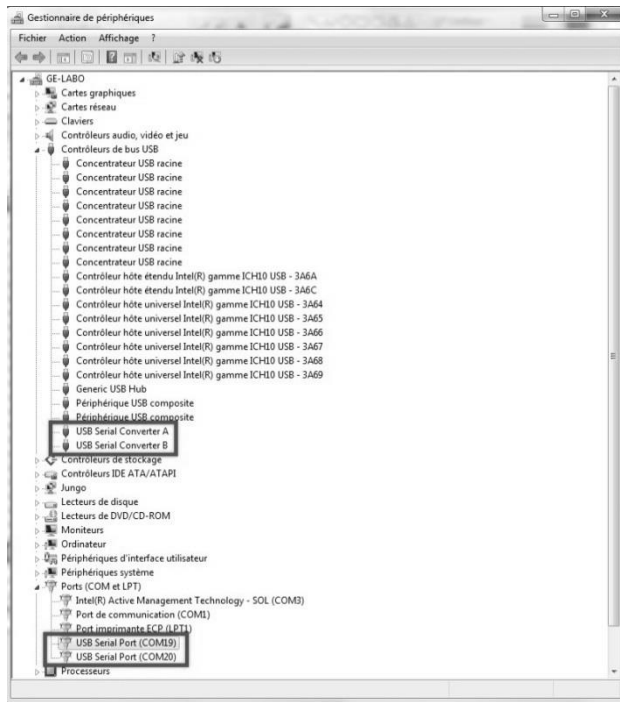 Gestionnaire de périphériques
Fichier Action Affichage ?
GE-LABO
Cartes graphiques
Cartes réseau
Claviers
Contrôleurs audio, vidéo et jeu
Contrôleurs de bus USB
Concentrateur USB racine
Concentrateur USB racine
Concentrateur USB racine
Concentrateur USB racine
Concentrateur USB racine
Concentrateur USB racine
Concentrateur USB racine
Concentrateur USB racine
Contrôleur hôte étendu Intel(R) gamme ICH10 USB - 3A6A
Contrôleur hôte étendu Intel(R) gamme ICH10 USB - 3A6C
Contrôleur hôte universel Intel(R) gamme ICH10 USB - 3A64
Contrôleur hôte universel Intel(R) gamme ICH10 USB - 3A65
Contrôleur hôte universel Intel(R) gamme ICH10 USB - 3A66
Contrôleur hôte universel Intel(R) gamme ICH10 USB - 3A67
Contrôleur hôte universel Intel(R) gamme ICH10 USB - 3A68
Contrôleur hôte universel Intel(R) gamme ICH10 USB - 3A69
Generic USB Hub
Périphérique USB composite
Périphérique USB composite
USB Serial Converter A
USB Serial Converter B
Contrôleurs de stockage
Contrôleurs IDE ATA/ATAPI
Jungo
Lecteurs de disque
Lecteurs de DVD/CD-ROM
Moniteurs
Ordinateur
Périphériques d'interface utilisateur
Périphériques système
Ports (COM et LPT)
Intel(R) Active Management Technology - SOL (COM3)
Port de communication (COM1)
Port imprimante ECP (LPT1)
USB Serial Port (COM19)
USB Serial Port (COM20)
Processeurs